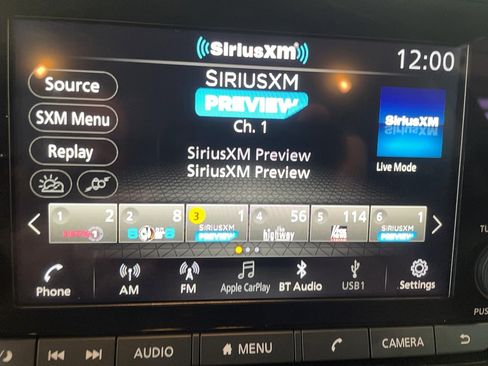 SiriusXM
12:00
Source
SIRIUSXM
PREVIEW
Ch. 1
SXM Menu
SiriusXM
Replay
SiriusXM Preview
SiriusXM Preview
Live Mode
1 2
2 8
3 1
4 56
5 114
6 1
SIRIUSXM
PREVIEW
the highway
SIRIUSXM
PREVIEW
Phone
AM
FM
Apple CarPlay
BT Audio
USB1
Settings
AUDIO
MENU
CAMERA